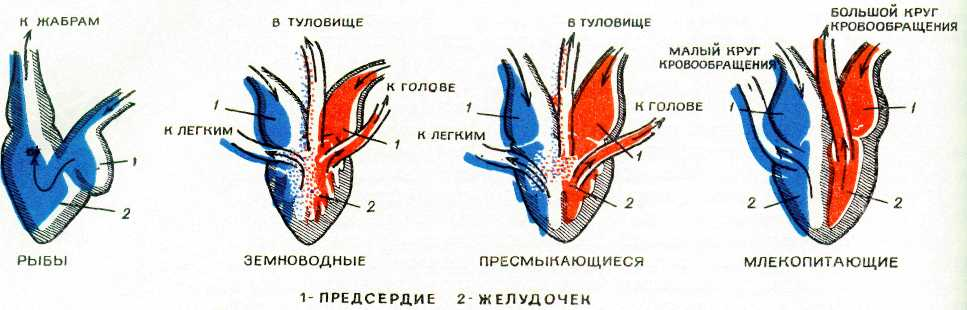 К ЖАБРАМ
1
2
РЫБЫ
В ТУЛОВИЩЕ
1
К ГОЛОВЕ
К ЛЕГКИМ
1
2
ЗЕМНОВОДНЫЕ
В ТУЛОВИЩЕ
1
К ГОЛОВЕ
К ЛЕГКИМ
1
2
ПРЕСМЫКАЮЩИЕСЯ
БОЛЬШОЙ КРУГ
КРОВООБРАЩЕНИЯ
МАЛЫЙ КРУГ
КРОВООБРАЩЕНИЯ
1
1
2
2
МЛЕКОПИТАЮЩИЕ
1-ПРЕДСЕРДИЕ 2-ЖЕЛУДОЧЕК